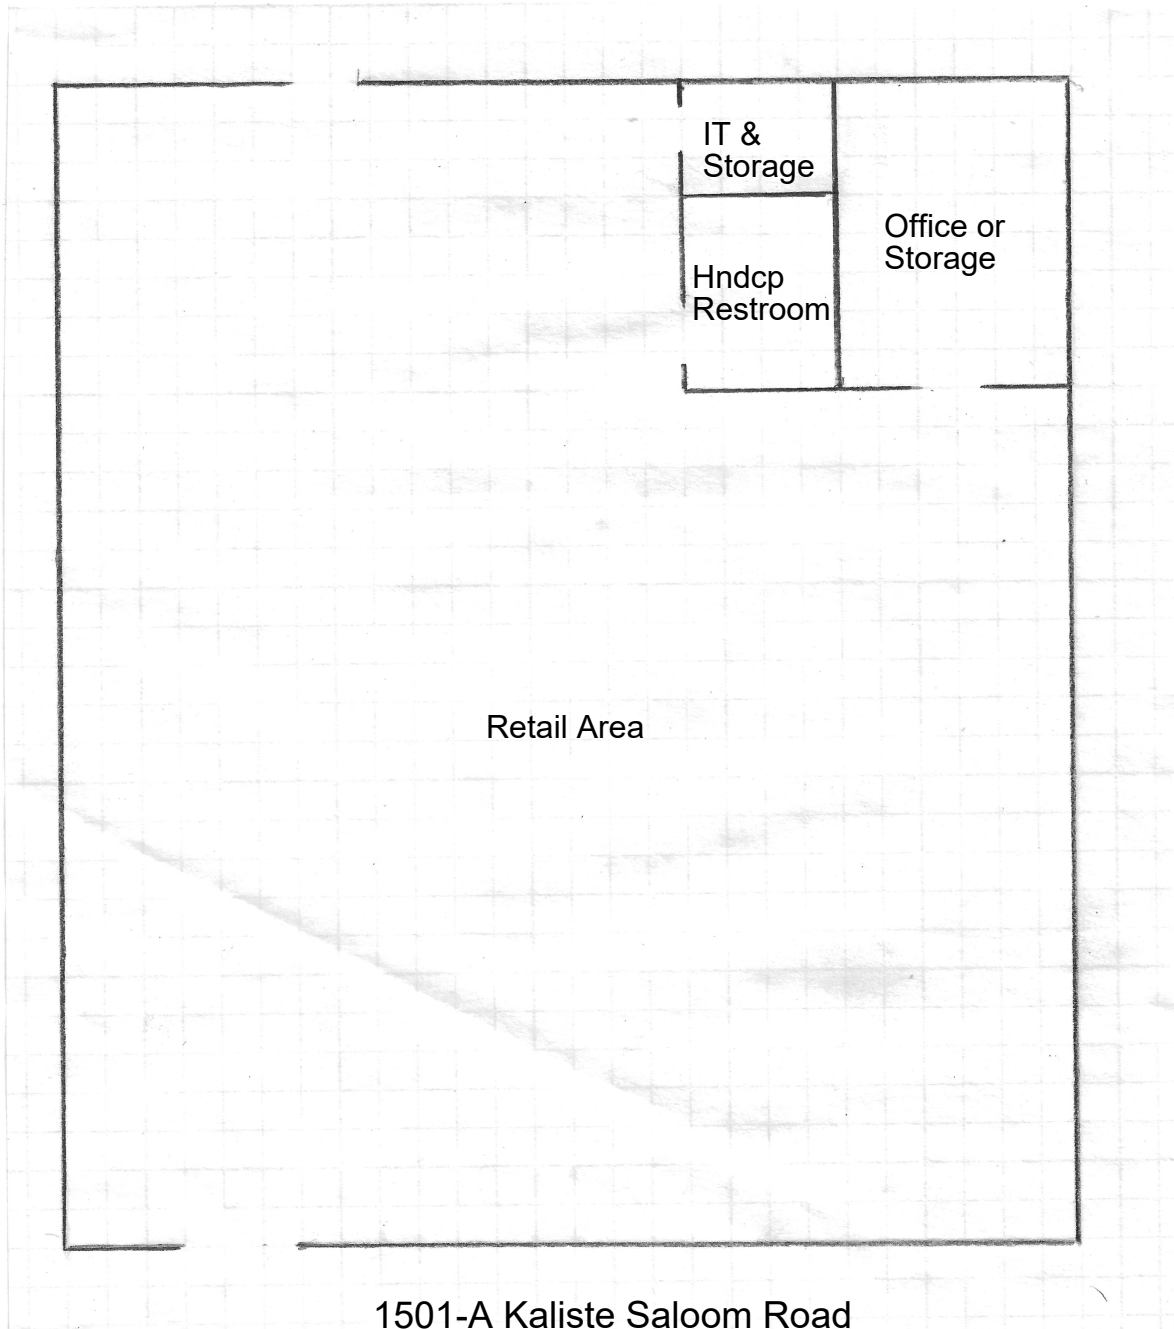 IT &
Storage
Office or
Storage
Hndcp
Restroom
Retail Area
1501-A Kaliste Saloom Road